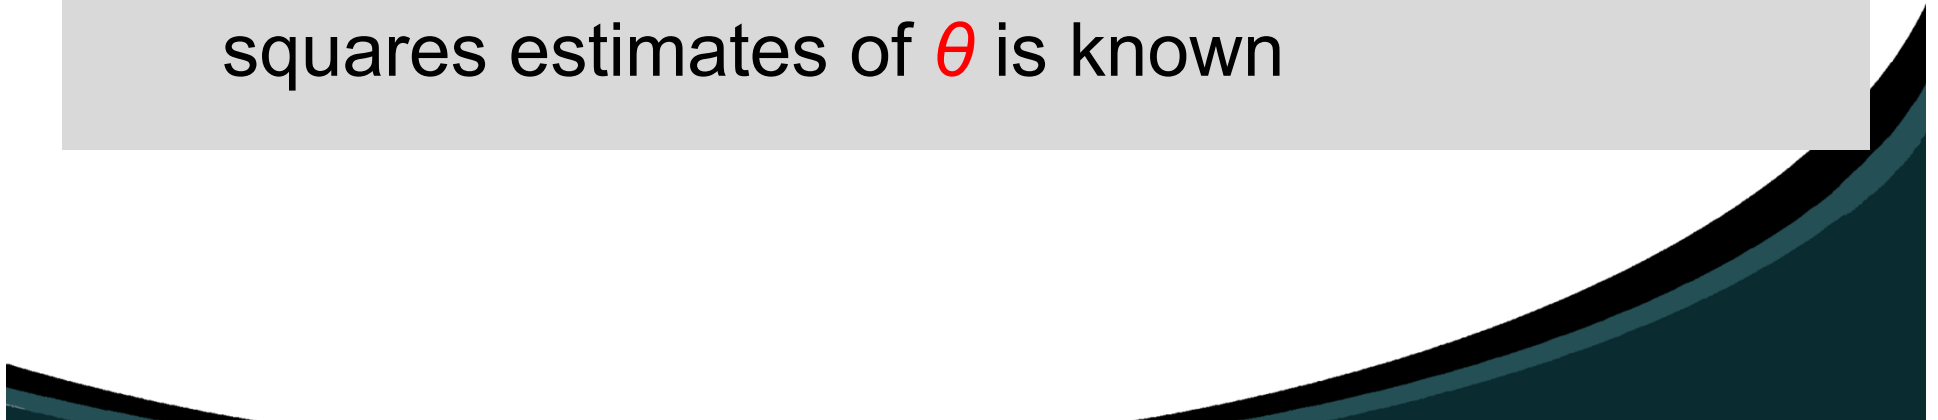 squares estimates of θ is known